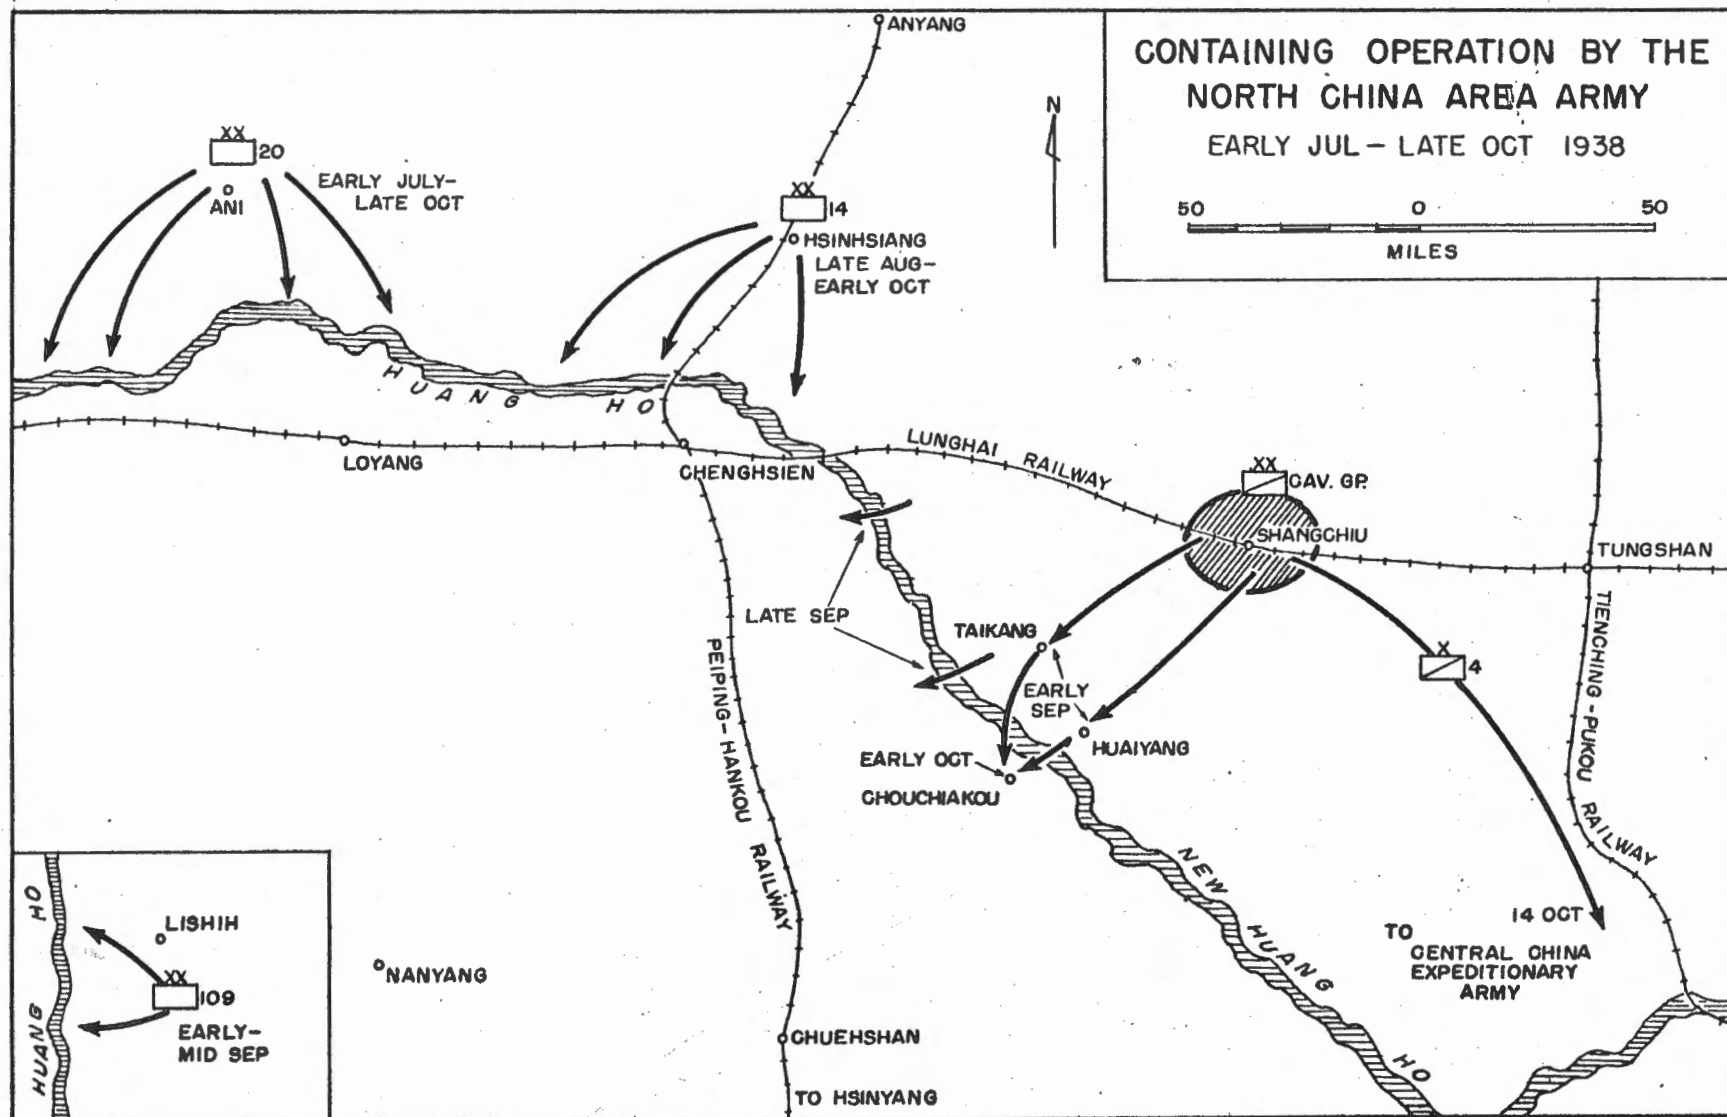 CONTAINING OPERATION BY THE
NORTH CHINA AREA ARMY
EARLY JUL – LATE OCT 1938
50 0 50
MILES
N
ANYANG
XX
20
ANI
EARLY JULY–
LATE OCT
XX
14
HSINHSIANG
LATE AUG–
EARLY OCT
HUANG HO
LOYANG
CHENGHSIEN
LUNGHAI RAILWAY
XX
CAV. GP.
SHANGCHIU
TUNGSHAN
LATE SEP
TAIKANG
EARLY
SEP
HUAIYANG
EARLY OCT
CHOUCHIAKOU
X
4
PEIPING–HANKOU RAILWAY
TIENCHING–PUKOU RAILWAY
NEW HUANG HO
14 OCT
TO
CENTRAL CHINA
EXPEDITIONARY
ARMY
HUANG HO
LISHIH
XX
109
EARLY–
MID SEP
NANYANG
CHUEHSHAN
TO HSINYANG